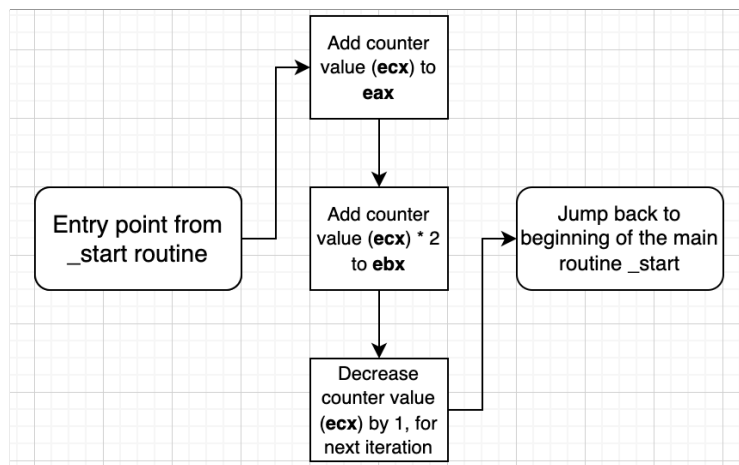 Entry point from
_start routine
Add counter
value (ecx) to
eax
Add counter
value (ecx) * 2
to ebx
Decrease
counter value
(ecx) by 1, for
next iteration
Jump back to
beginning of the main
routine _start